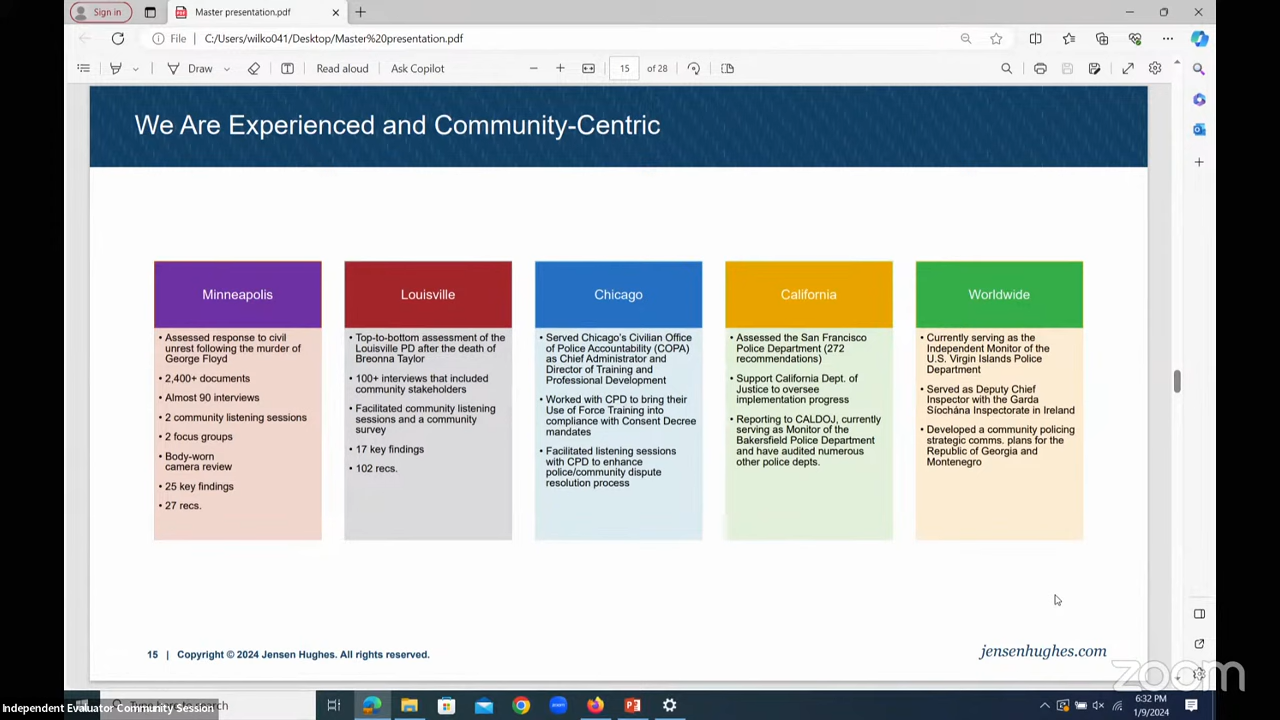 Sign in
Master presentation.pdf
File
C:/Users/wilko041/Desktop/Master%20presentation.pdf
Draw
Read aloud
Ask Copilot
15
of 28
We Are Experienced and Community-Centric
Minneapolis
• Assessed response to civil
unrest following the murder of
George Floyd
• 2,400+ documents
• Almost 90 interviews
• 2 community listening sessions
• 2 focus groups
• Body-worn
camera review
• 25 key findings
• 27 recs.
Louisville
• Top-to-bottom assessment of the
Louisville PD after the death of
Breonna Taylor
• 100+ interviews that included
community stakeholders
• Facilitated community listening
sessions and a community
survey
• 17 key findings
• 102 recs.
Chicago
• Served Chicago's Civilian Office
of Police Accountability (COPA)
as Chief Administrator and
Director of Training and
Professional Development
• Worked with CPD to bring their
Use of Force Training into
compliance with Consent Decree
mandates
• Facilitated listening sessions
with CPD to enhance
police/community dispute
resolution process
California
• Assessed the San Francisco
Police Department (272
recommendations)
• Support California Dept. of
Justice to oversee
implementation progress
• Reporting to CALDOJ, currently
serving as Monitor of the
Bakersfield Police Department
and have audited numerous
other police depts.
Worldwide
• Currently serving as the
Independent Monitor of the
U.S. Virgin Islands Police
Department
• Served as Deputy Chief
Inspector with the Garda
Síochána Inspectorate in Ireland
• Developed a community policing
strategic comms. plans for the
Republic of Georgia and
Montenegro
15 | Copyright © 2024 Jensen Hughes. All rights reserved.
jensenhughes.com
zoom
Independent Evaluator Community Session
6:32 PM
1/9/2024